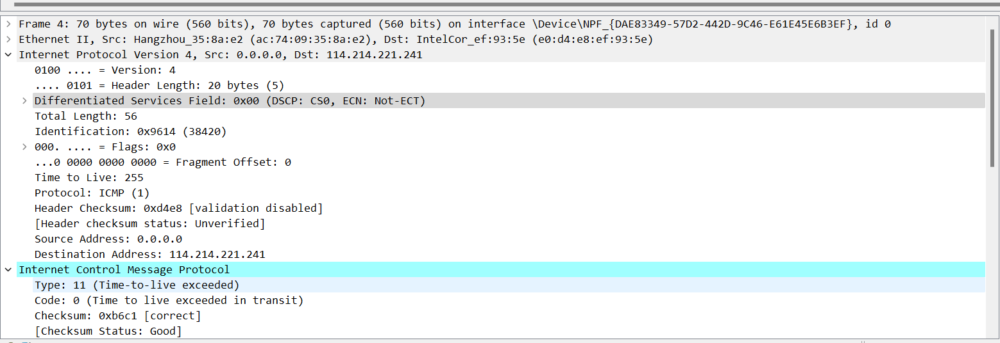 Frame 4: 70 bytes on wire (560 bits), 70 bytes captured (560 bits) on interface \Device\NPF_{DAE83349-57D2-442D-9C46-E61E45E6B3EF}, id 0
Ethernet II, Src: Hangzhou_35:8a:e2 (ac:74:09:35:8a:e2), Dst: IntelCor_ef:93:5e (e0:d4:e8:ef:93:5e)
Internet Protocol Version 4, Src: 0.0.0.0, Dst: 114.214.221.241
0100 .... = Version: 4
.... 0101 = Header Length: 20 bytes (5)
Differentiated Services Field: 0x00 (DSCP: CS0, ECN: Not-ECT)
Total Length: 56
Identification: 0x9614 (38420)
000. .... = Flags: 0x0
...0 0000 0000 0000 = Fragment Offset: 0
Time to Live: 255
Protocol: ICMP (1)
Header Checksum: 0xd4e8 [validation disabled]
[Header checksum status: Unverified]
Source Address: 0.0.0.0
Destination Address: 114.214.221.241
Internet Control Message Protocol
Type: 11 (Time-to-live exceeded)
Code: 0 (Time to live exceeded in transit)
Checksum: 0xb6c1 [correct]
[Checksum Status: Good]